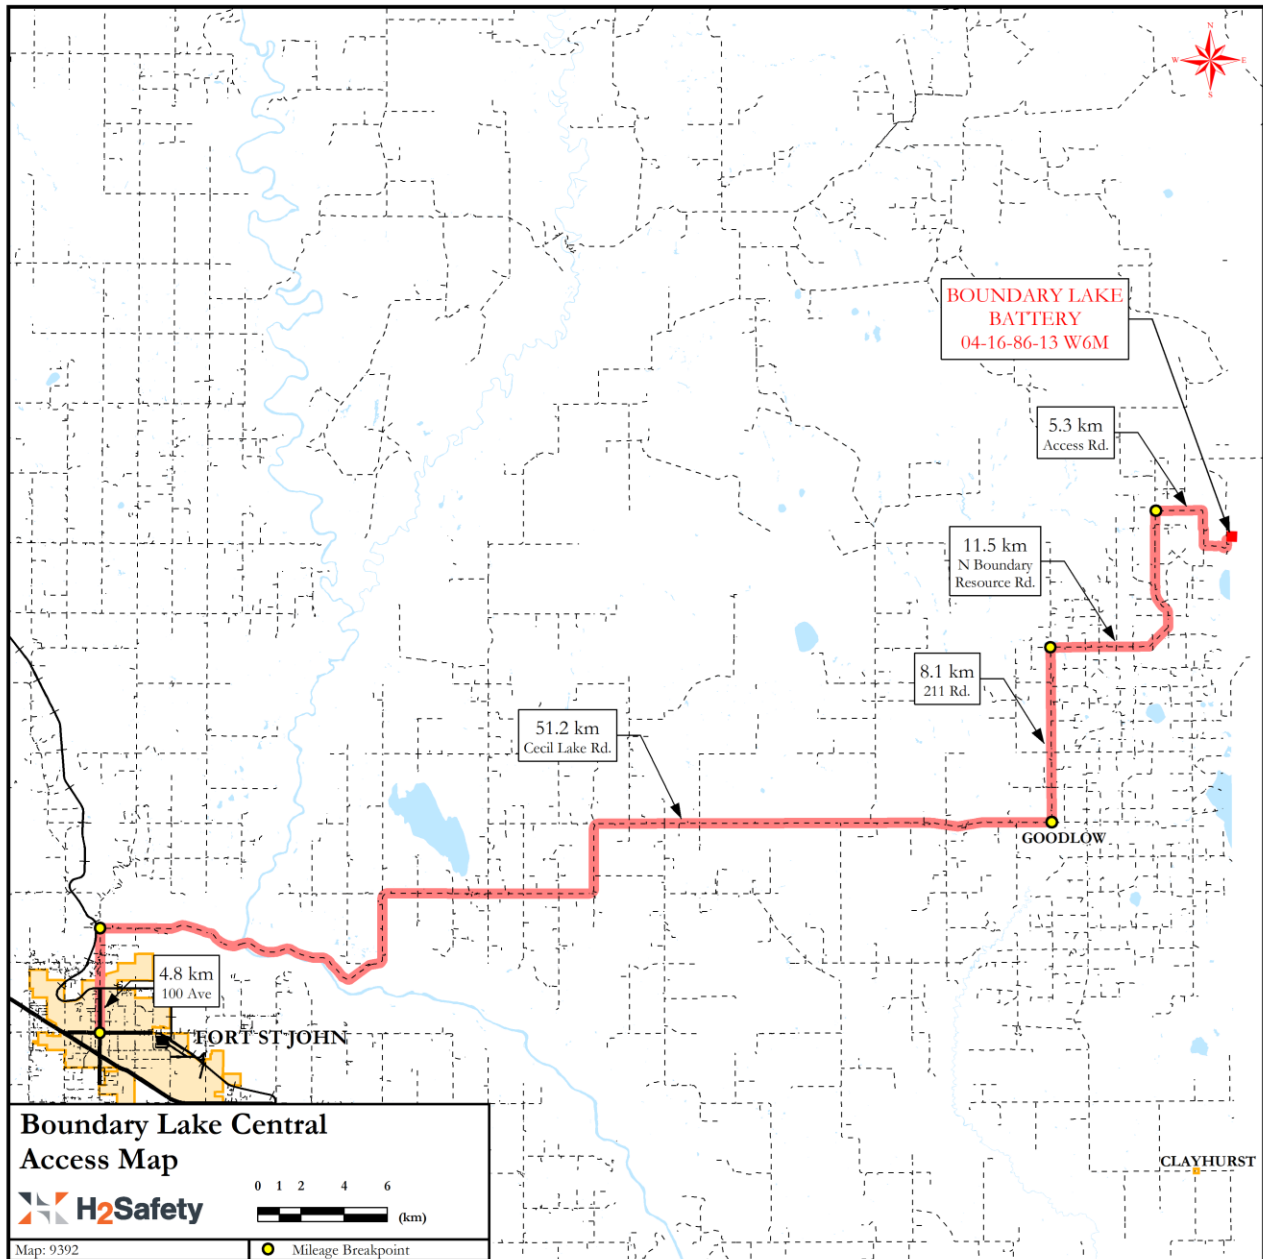 N
W E
S
BOUNDARY LAKE
BATTERY
04-16-86-13 W6M
5.3 km
Access Rd.
11.5 km
N Boundary
Resource Rd.
8.1 km
211 Rd.
51.2 km
Cecil Lake Rd.
GOODLOW
4.8 km
100 Ave
FORT ST JOHN
CLAYHURST
Boundary Lake Central
Access Map
0 1 2 4 6
(km)
H2Safety
Map: 9392
Mileage Breakpoint